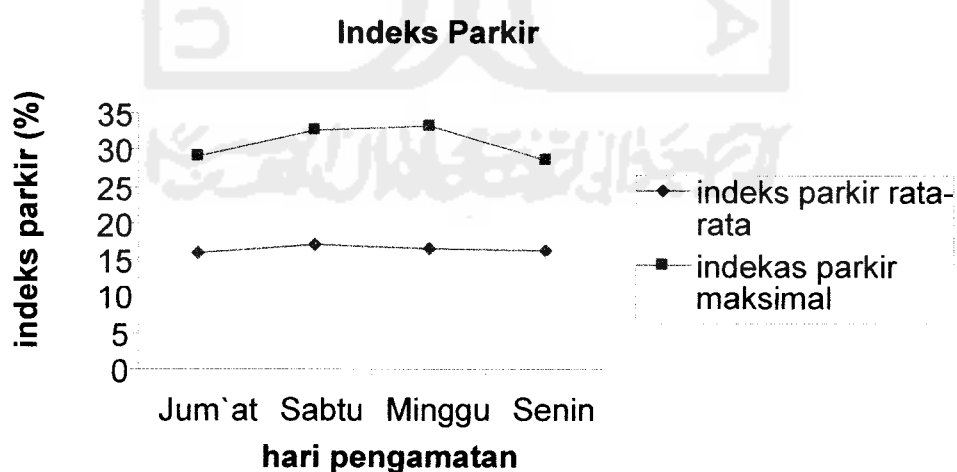 Indeks Parkir
indeks parkir (%)
35
30
25
20
15
10
5
0
Jum`at Sabtu Minggu Senin
hari pengamatan
indeks parkir rata-
rata
indekas parkir
maksimal